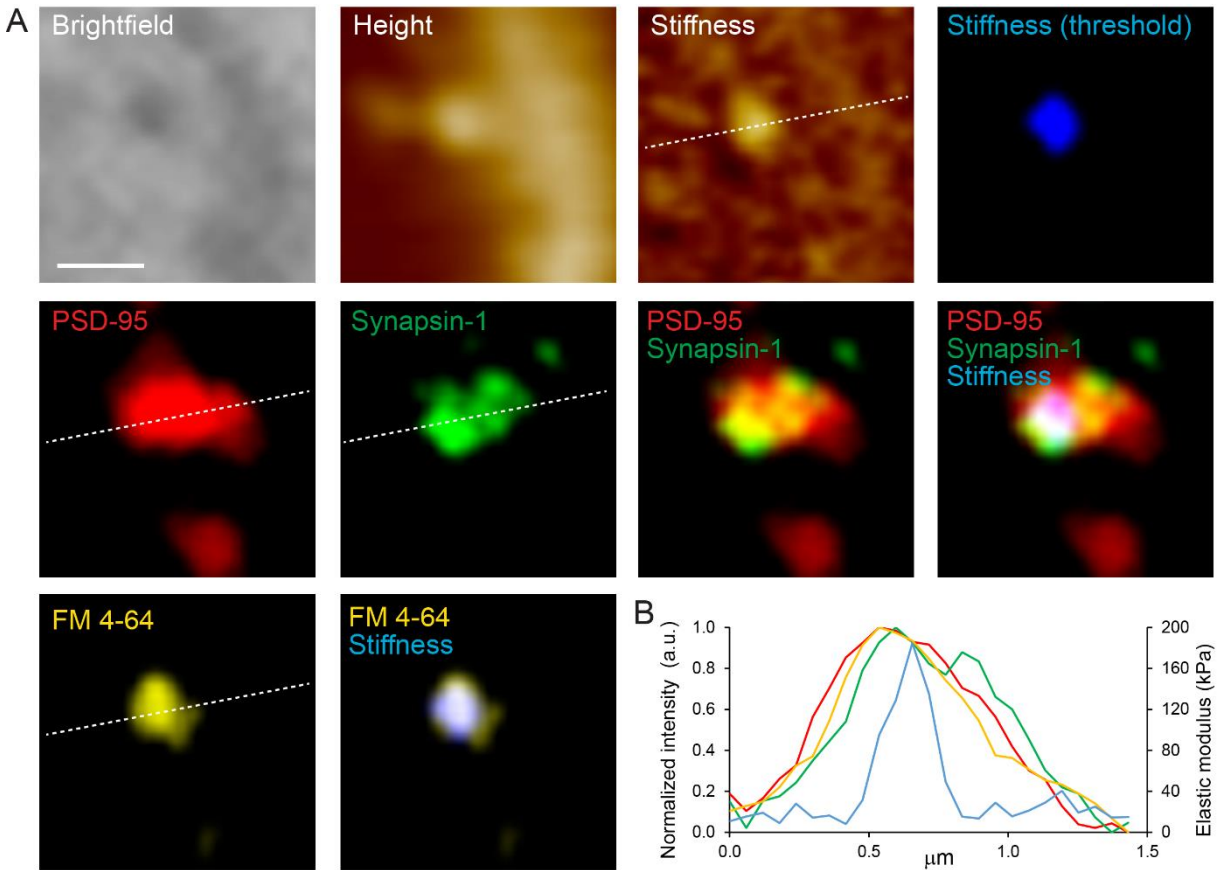 A
Brightfield
Height
Stiffness
Stiffness (threshold)
PSD-95
Synapsin-1
PSD-95
Synapsin-1
PSD-95
Synapsin-1
Stiffness
FM 4-64
FM 4-64
Stiffness
B
Normalized intensity (a.u.)
1.0
0.8
0.6
0.4
0.2
0.0
200
160
120
80
40
0
Elastic modulus (kPa)
0.0
0.5
1.0
1.5
μm